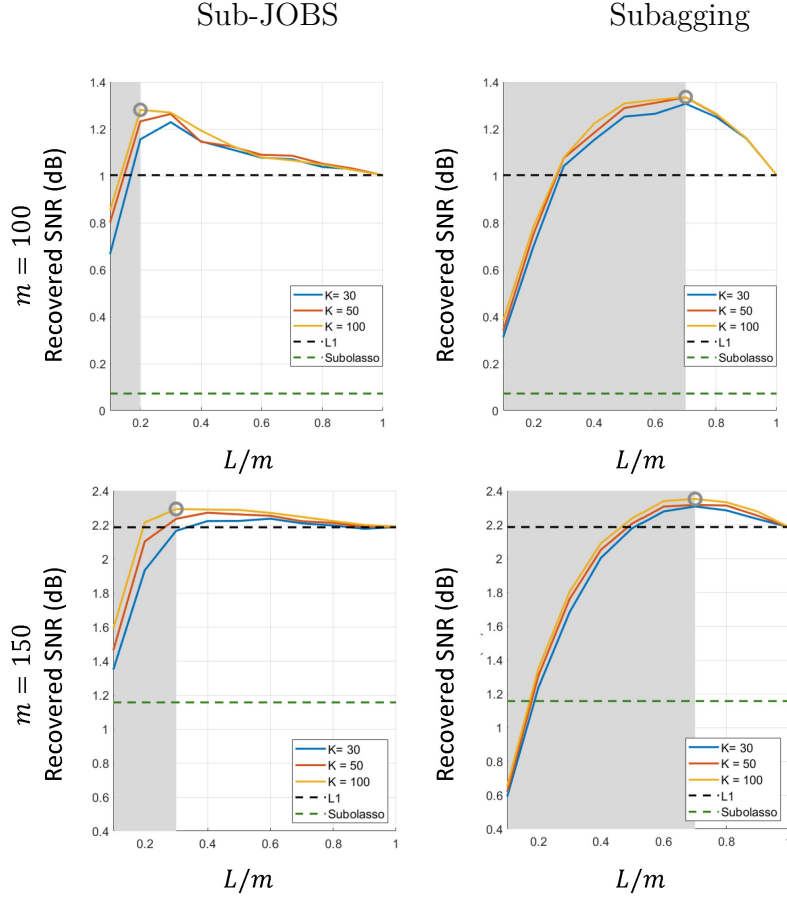 Sub-JOBS
Subagging
m = 100
Recovered SNR (dB)
1.4
1.2
1
0.8
0.6
0.4
0.2
0
K= 30
K = 50
K = 100
L1
Subolasso
0.2
0.4
0.6
0.8
1
L/m
Recovered SNR (dB)
1.4
1.2
1
0.8
0.6
0.4
0.2
0
K= 30
K = 50
K = 100
L1
Subolasso
0.2
0.4
0.6
0.8
1
L/m
m = 150
Recovered SNR (dB)
2.4
2.2
2
1.8
1.6
1.4
1.2
1
0.8
0.6
0.4
K= 30
K = 50
K = 100
L1
Subolasso
0.2
0.4
0.6
0.8
1
L/m
Recovered SNR (dB)
2.4
2.2
2
1.8
1.6
1.4
1.2
1
0.8
0.6
0.4
K= 30
K = 50
K = 100
L1
Subolasso
0.2
0.4
0.6
0.8
1
L/m